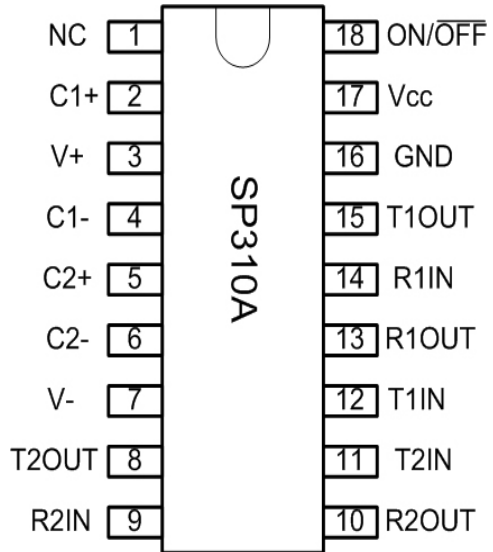 NC 1 18 ON/OFF
C1+ 2 17 Vcc
V+ 3 16 GND
C1- 4 15 T1OUT
C2+ 5 14 R1IN
C2- 6 13 R1OUT
V- 7 12 T1IN
T2OUT 8 11 T2IN
R2IN 9 10 R2OUT
SP310A